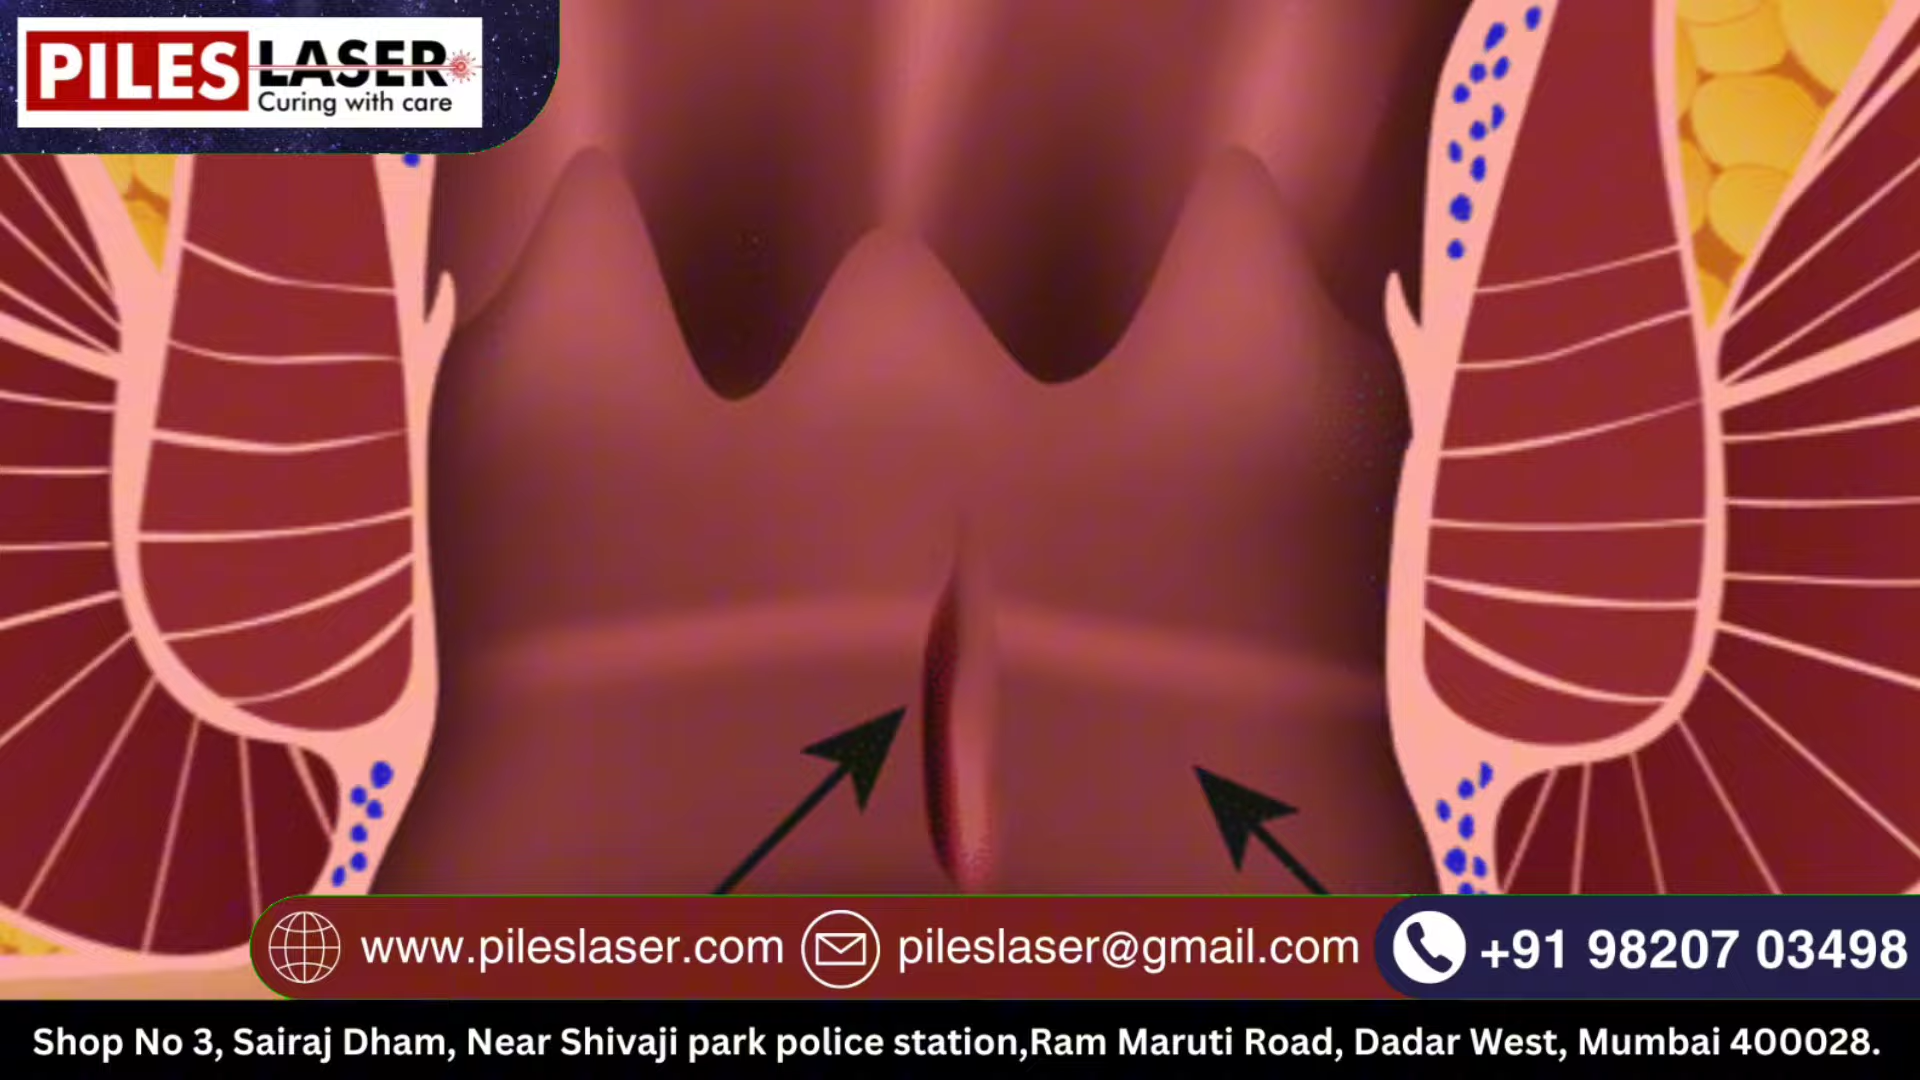 PILES LASER
Curing with care
www.pileslaser.com pileslaser@gmail.com +91 98207 03498
Shop No 3, Sairaj Dham, Near Shivaji park police station,Ram Maruti Road, Dadar West, Mumbai 400028.